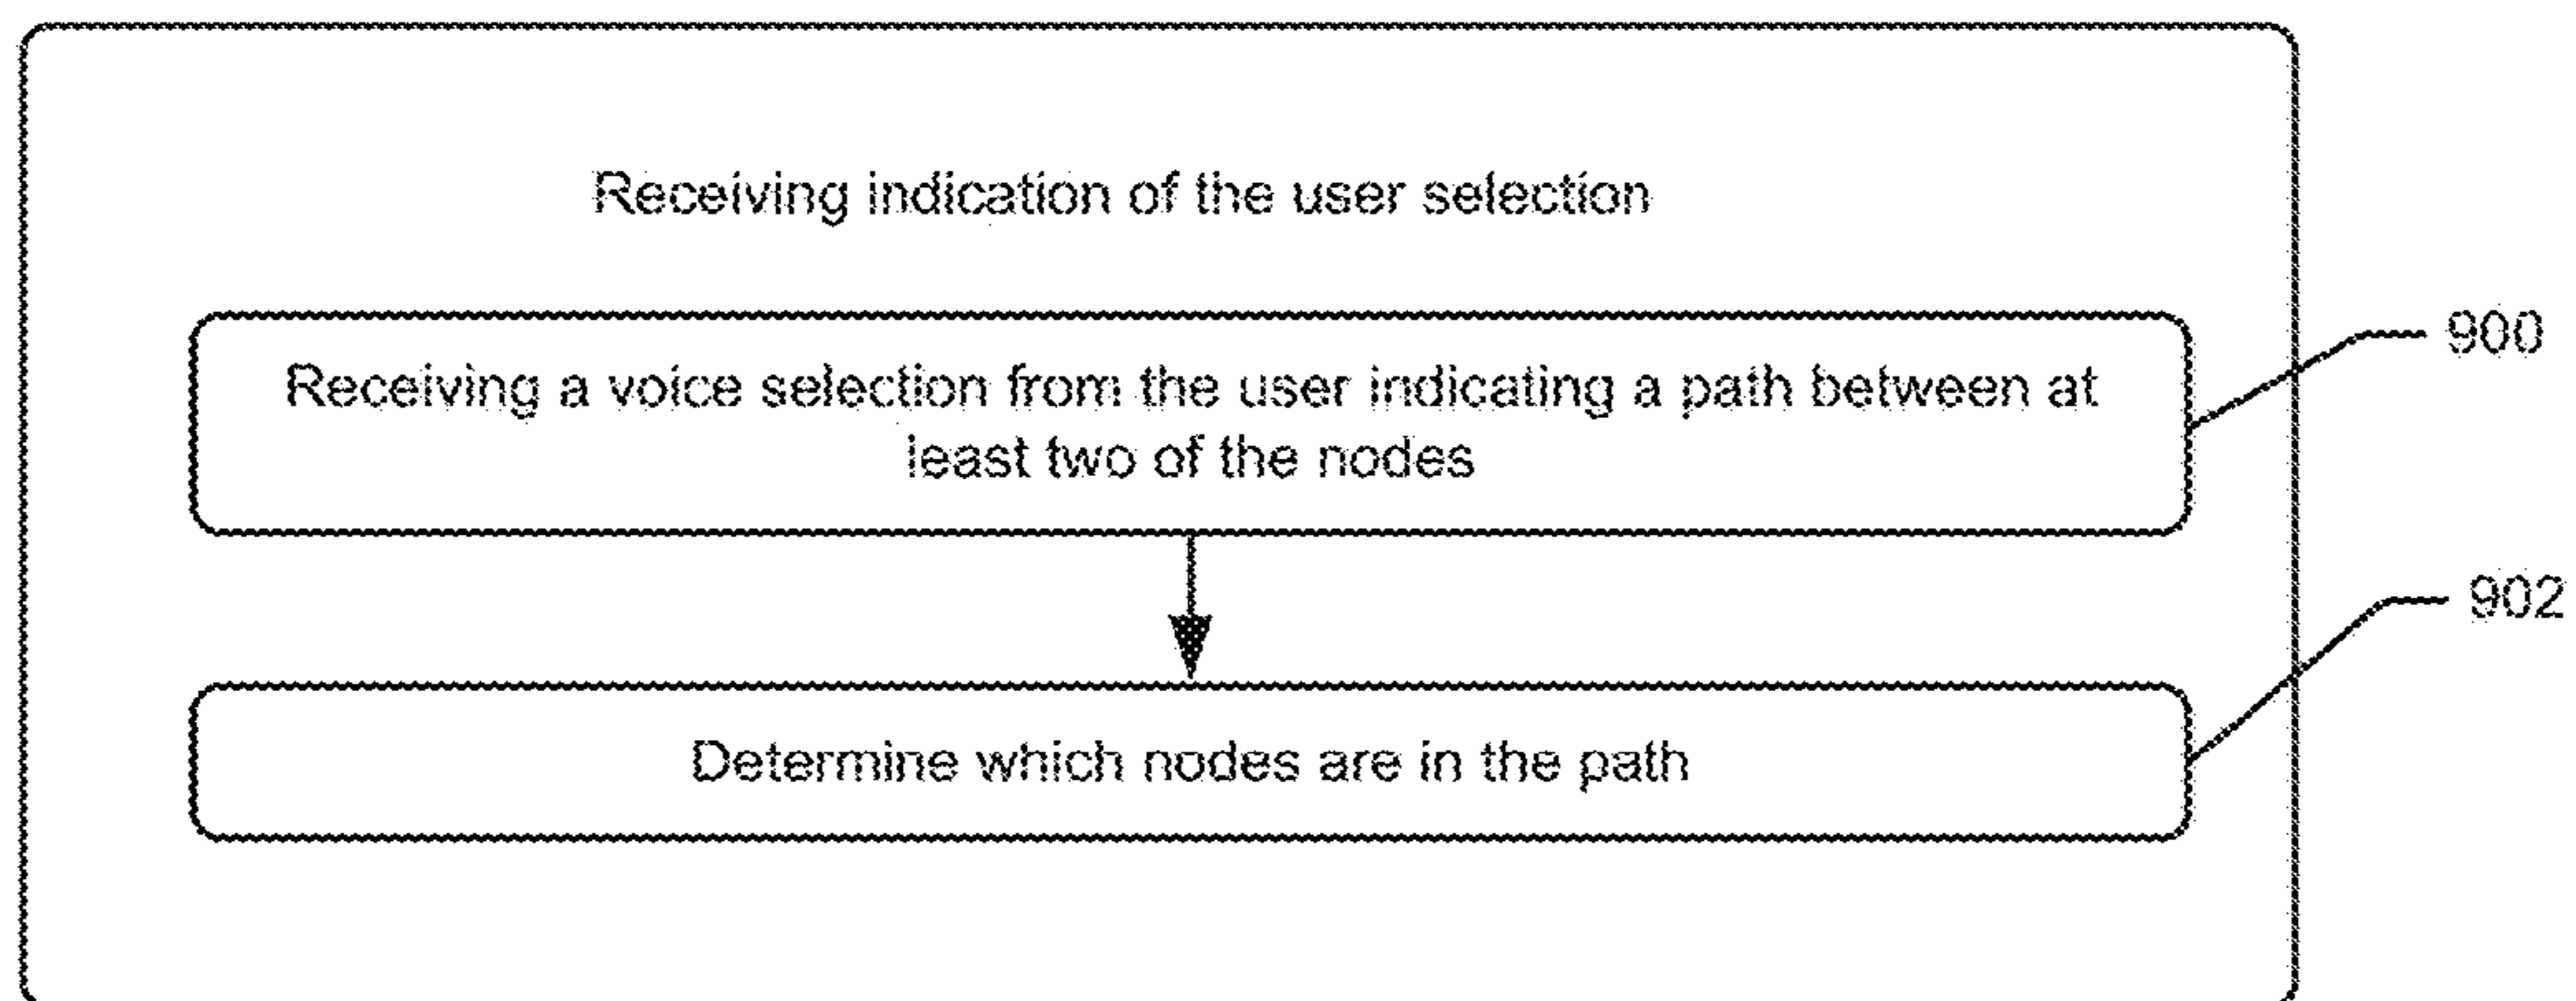 Receiving indication of the user selection
Receiving a voice selection from the user indicating a path between at
least two of the nodes
900
Determine which nodes are in the path
902